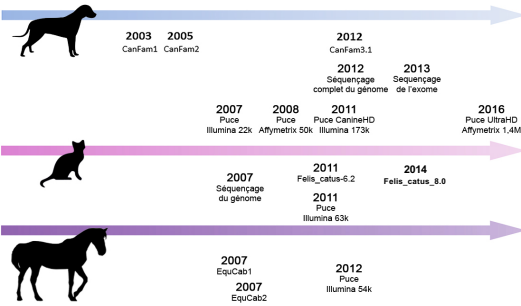 2003
CanFam1
2005
CanFam2
2012
CanFam3.1
2012
Séquençage
complet du génome
2013
Sequençage
de l'exome
2007
Puce
Illumina 22k
2008
Puce
Affymetrix 50k
2011
Puce CanineHD
Illumina 173k
2016
Puce UltraHD
Affymetrix 1,4M
2007
Séquençage
du génome
2011
Felis_catus-6.2
2014
Felis_catus_8.0
2011
Puce
Illumina 63k
2007
EquCab1
2007
EquCab2
2012
Puce
Illumina 54k